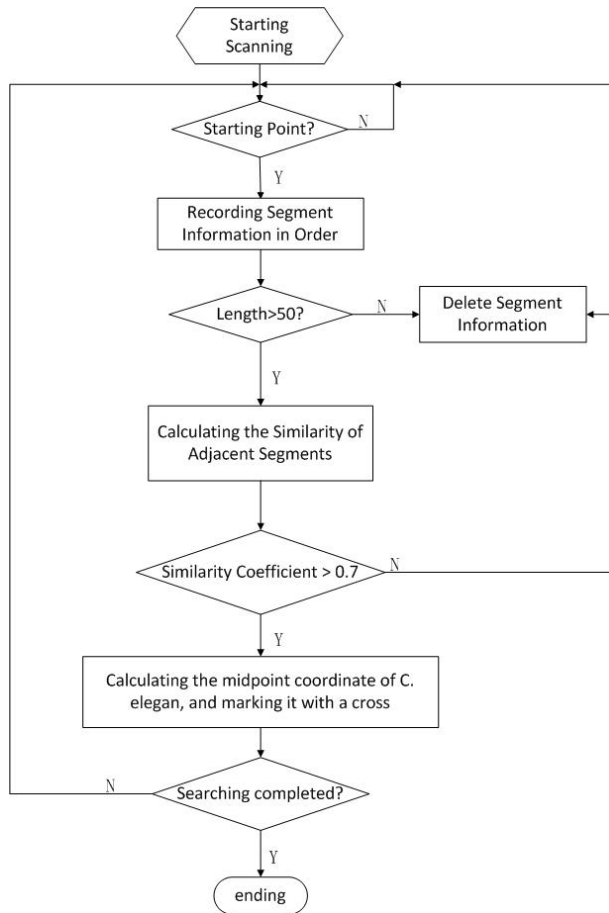 Starting
Scanning
Starting Point?
N
Y
Recording Segment
Information in Order
Length>50?
N
Delete Segment
Information
Y
Calculating the Similarity of
Adjacent Segments
Similarity Coefficient > 0.7
N
Y
Calculating the midpoint coordinate of C.
elegan, and marking it with a cross
N
Searching completed?
Y
ending